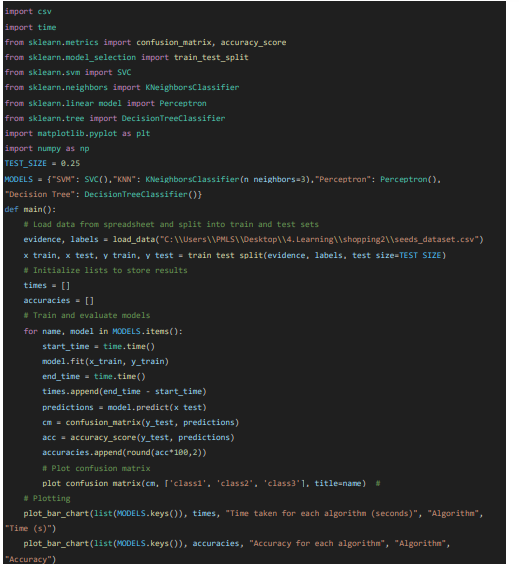 import csv
import time
from sklearn.metrics import confusion_matrix, accuracy_score
from sklearn.model_selection import train_test_split
from sklearn.svm import SVC
from sklearn.neighbors import KNeighborsClassifier
from sklearn.linear model import Perceptron
from sklearn.tree import DecisionTreeClassifier
import matplotlib.pyplot as plt
import numpy as np
TEST_SIZE = 0.25
MODELS = {"SVM": SVC(),"KNN": KNeighborsClassifier(n neighbors=3),"Perceptron": Perceptron(),
"Decision Tree": DecisionTreeClassifier()}
def main():
    # Load data from spreadsheet and split into train and test sets
    evidence, labels = load_data("C:\\Users\\PMLS\\Desktop\\4.Learning\\shopping2\\seeds_dataset.csv")
    x train, x test, y train, y test = train test split(evidence, labels, test size=TEST SIZE)
    # Initialize lists to store results
    times = []
    accuracies = []
    # Train and evaluate models
    for name, model in MODELS.items():
        start_time = time.time()
        model.fit(x_train, y_train)
        end_time = time.time()
        times.append(end_time - start_time)
        predictions = model.predict(x test)
        cm = confusion_matrix(y_test, predictions)
        acc = accuracy_score(y_test, predictions)
        accuracies.append(round(acc*100,2))
        # Plot confusion matrix
        plot confusion matrix(cm, ['class1', 'class2', 'class3'], title=name)  #
    # Plotting
    plot_bar_chart(list(MODELS.keys()), times, "Time taken for each algorithm (seconds)", "Algorithm",
"Time (s)")
    plot_bar_chart(list(MODELS.keys()), accuracies, "Accuracy for each algorithm", "Algorithm",
"Accuracy")